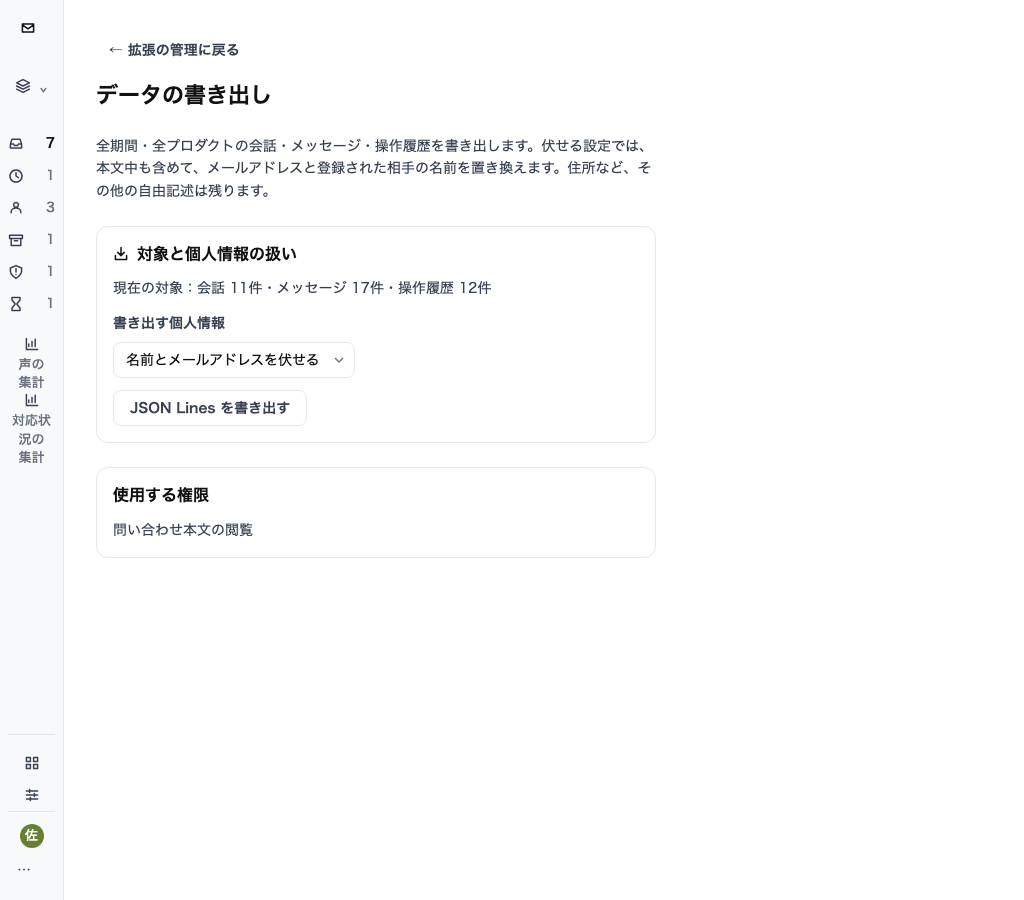 ← 拡張の管理に戻る
データの書き出し
全期間・全プロダクトの会話・メッセージ・操作履歴を書き出します。伏せる設定では、
本文中も含めて、メールアドレスと登録された相手の名前を置き換えます。住所など、そ
の他の自由記述は残ります。
対象と個人情報の扱い
現在の対象：会話 11件・メッセージ 17件・操作履歴 12件
書き出す個人情報
名前とメールアドレスを伏せる
JSON Lines を書き出す
使用する権限
問い合わせ本文の閲覧
7
1
3
1
1
1
声の
集計
対応状
況の
集計
佐
…